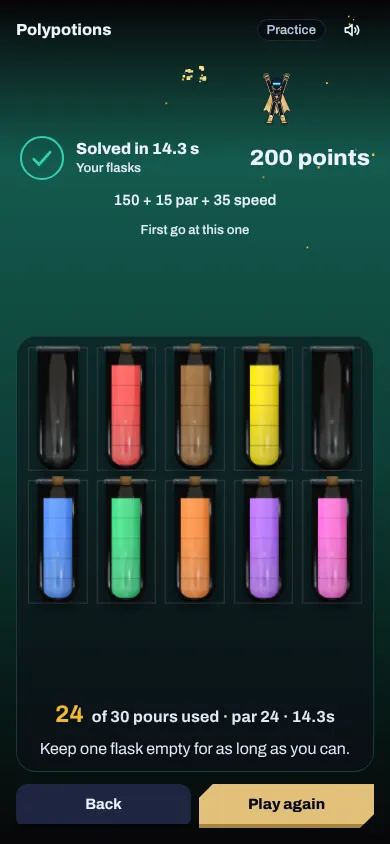 Polypotions
Practice
Solved in 14.3 s
Your flasks
200 points
150 + 15 par + 35 speed
First go at this one
24 of 30 pours used · par 24 · 14.3s
Keep one flask empty for as long as you can.
Back
Play again